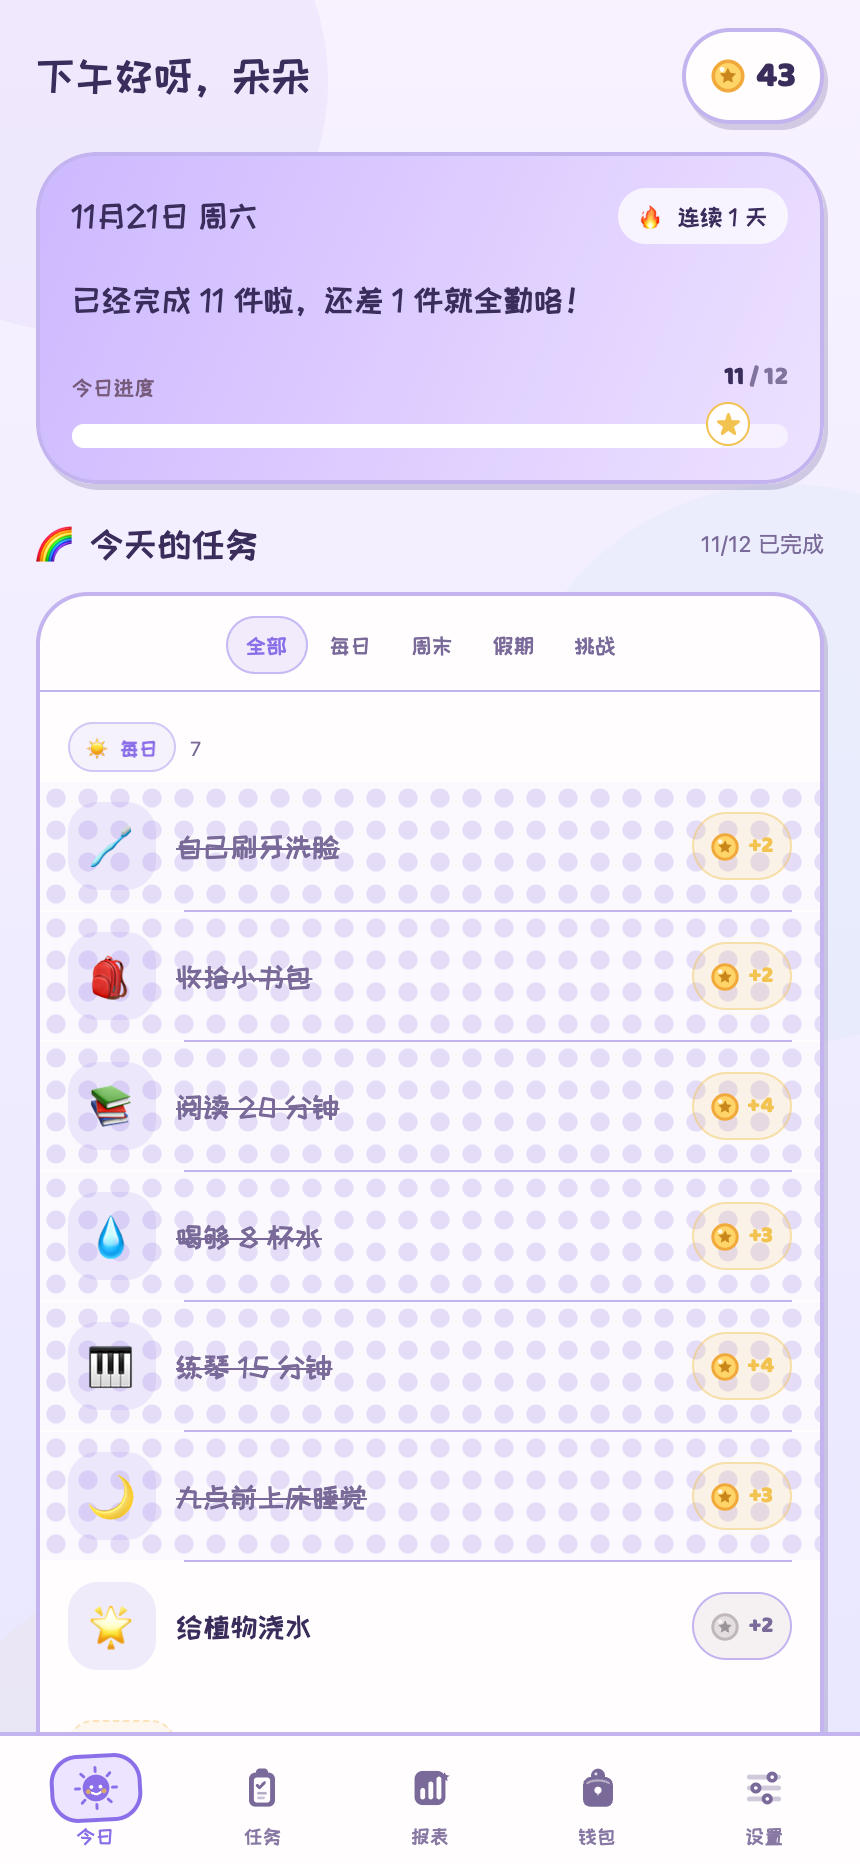 下午好呀，朵朵
43
11月21日 周六
连续 1 天
已经完成 11 件啦，还差 1 件就全勤咯！
今日进度
11 / 12
今天的任务
11/12 已完成
全部 每日 周末 假期 挑战
每日 7
自己刷牙洗脸 +2
收拾小书包 +2
阅读 20 分钟 +4
喝够 8 杯水 +3
练琴 15 分钟 +4
九点前上床睡觉 +3
给植物浇水 +2
今日 任务 报表 钱包 设置